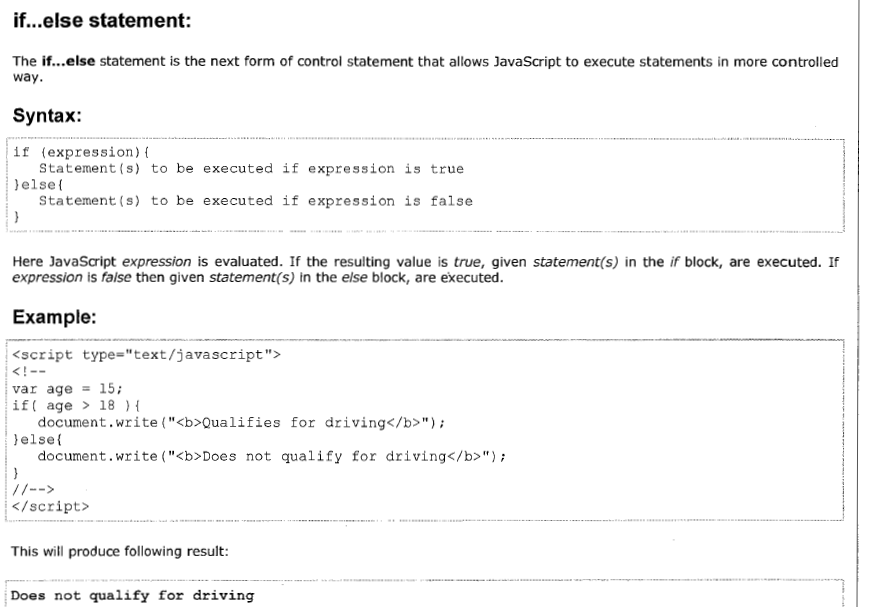 if...else statement:
The if...else statement is the next form of control statement that allows JavaScript to execute statements in more controlled
way.
Syntax:
if (expression){
   Statement(s) to be executed if expression is true
}else{
   Statement(s) to be executed if expression is false
}
Here JavaScript expression is evaluated. If the resulting value is true, given statement(s) in the if block, are executed. If
expression is false then given statement(s) in the else block, are executed.
Example:
<script type="text/javascript">
<!--
var age = 15;
if( age > 18 ){
   document.write("<b>Qualifies for driving</b>");
}else{
   document.write("<b>Does not qualify for driving</b>");
}
//-->
</script>
This will produce following result:
Does not qualify for driving